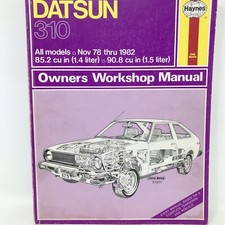 DATSUN
310
Haynes
All models ▫ Nov 78 thru 1982
85.2 cu in (1.4 liter) ▫ 90.8 cu in (1.5 liter)
Owners Workshop Manual